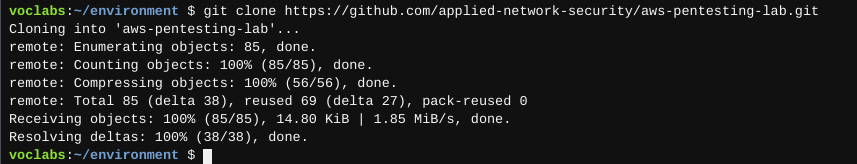 voclabs:~/environment $ git clone https://github.com/applied-network-security/aws-pentesting-lab.git
Cloning into 'aws-pentesting-lab'...
remote: Enumerating objects: 85, done.
remote: Counting objects: 100% (85/85), done.
remote: Compressing objects: 100% (56/56), done.
remote: Total 85 (delta 38), reused 69 (delta 27), pack-reused 0
Receiving objects: 100% (85/85), 14.80 KiB | 1.85 MiB/s, done.
Resolving deltas: 100% (38/38), done.
voclabs:~/environment $